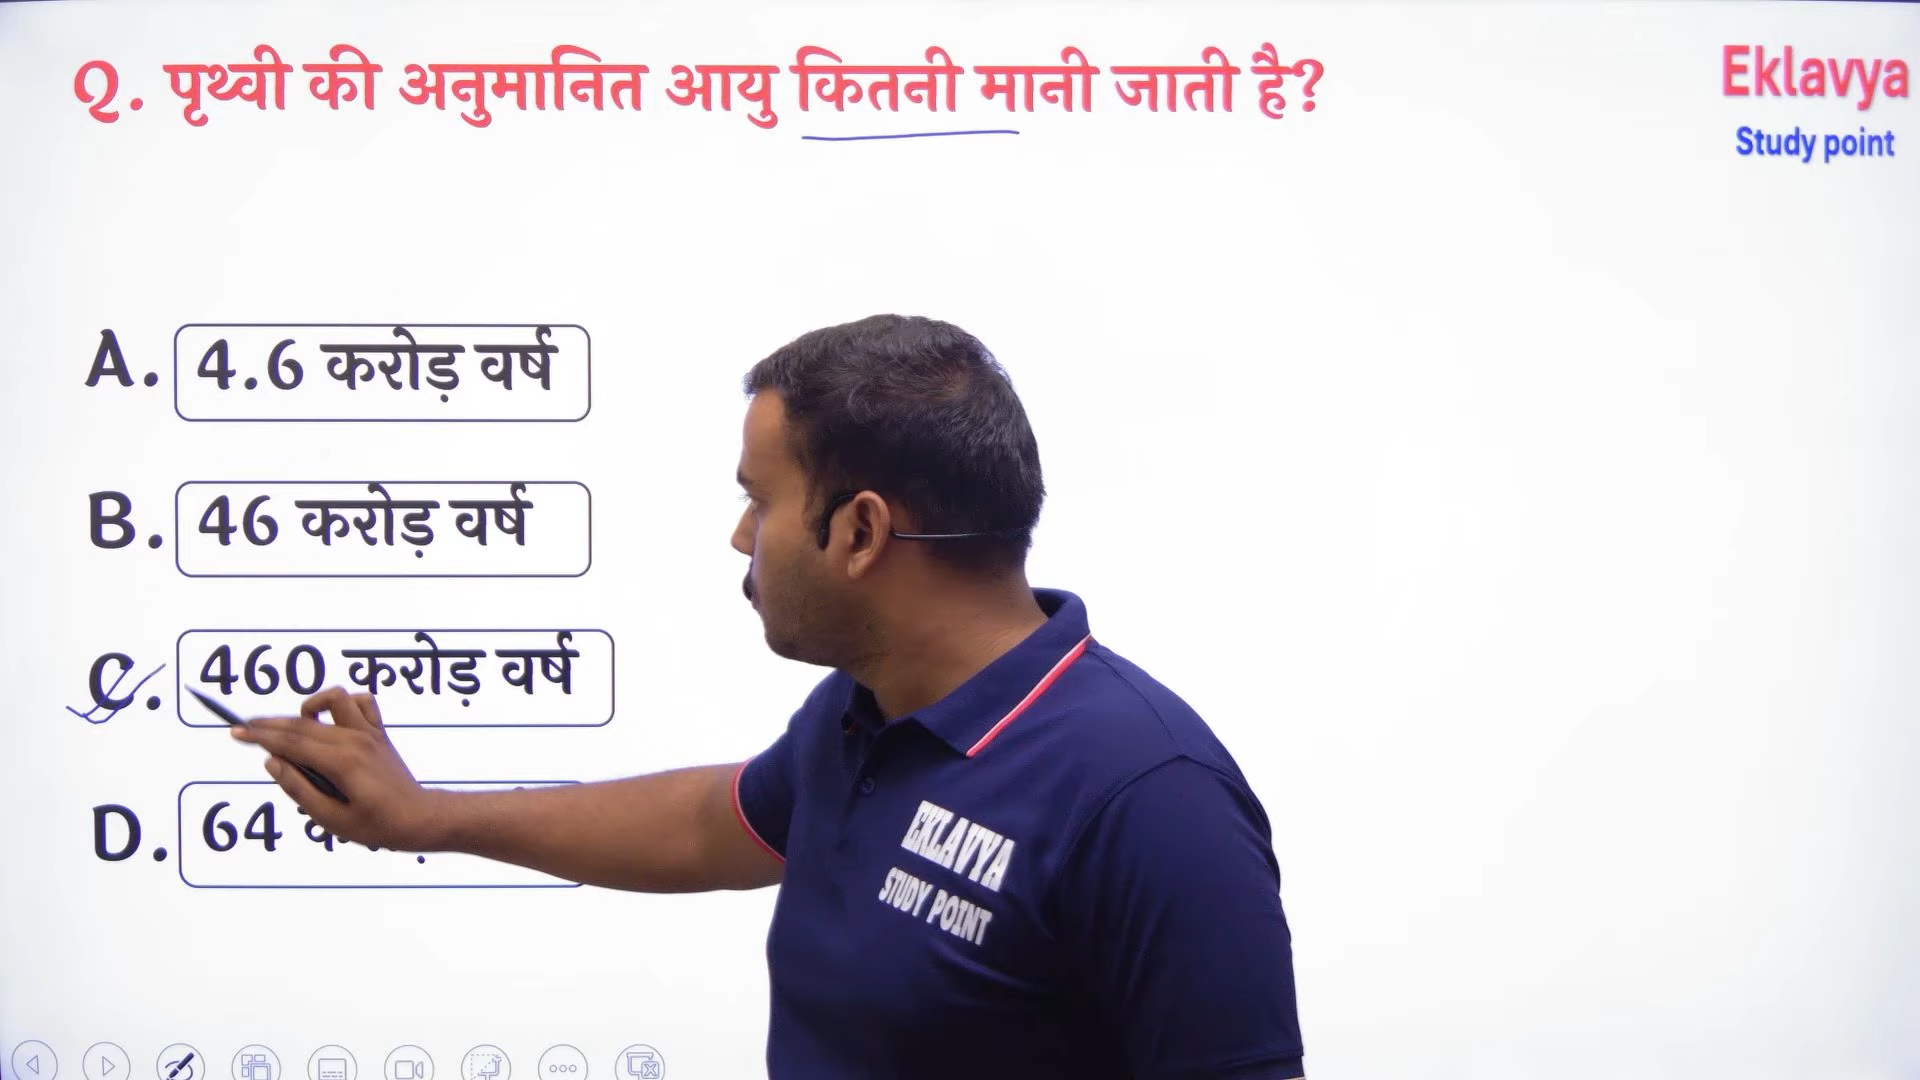 Q. पृथ्वी की अनुमानित आयु कितनी मानी जाती है?
Eklavya
Study point
A. 4.6 करोड़ वर्ष
B. 46 करोड़ वर्ष
C. 460 करोड़ वर्ष
D. 64
EKLAVYA
STUDY POINT